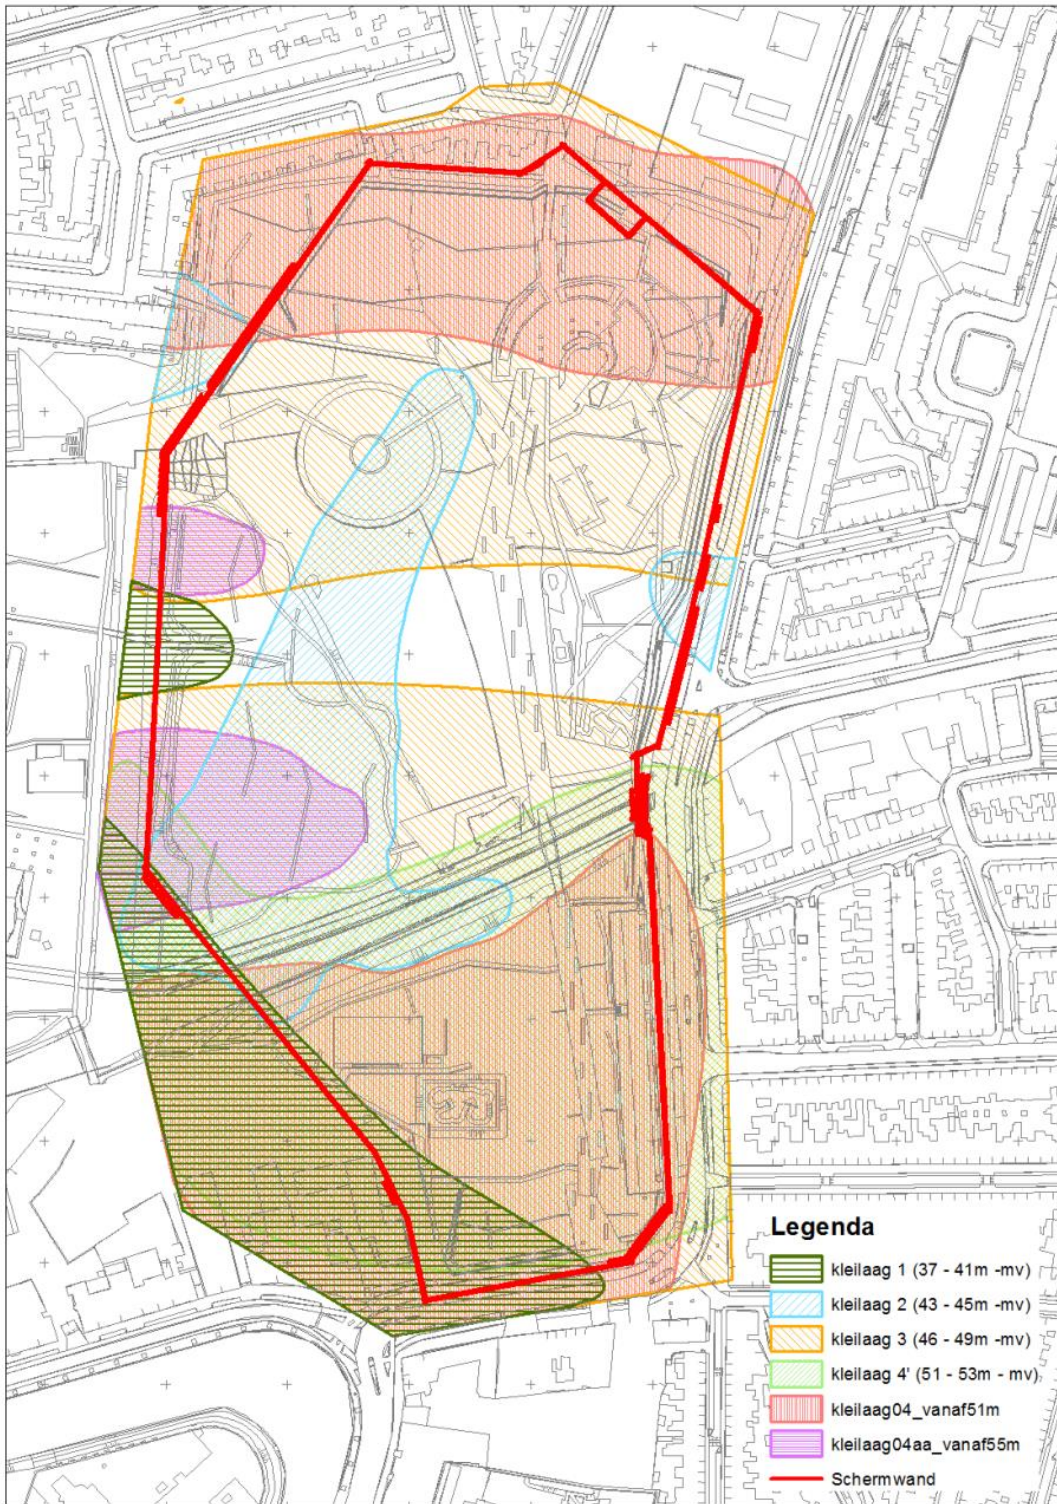 Legenda
kleilaag 1 (37 - 41m -mv)
kleilaag 2 (43 - 45m -mv)
kleilaag 3 (46 - 49m -mv)
kleilaag 4' (51 - 53m - mv)
kleilaag04_vanaf51m
kleilaag04aa_vanaf55m
Schermwand